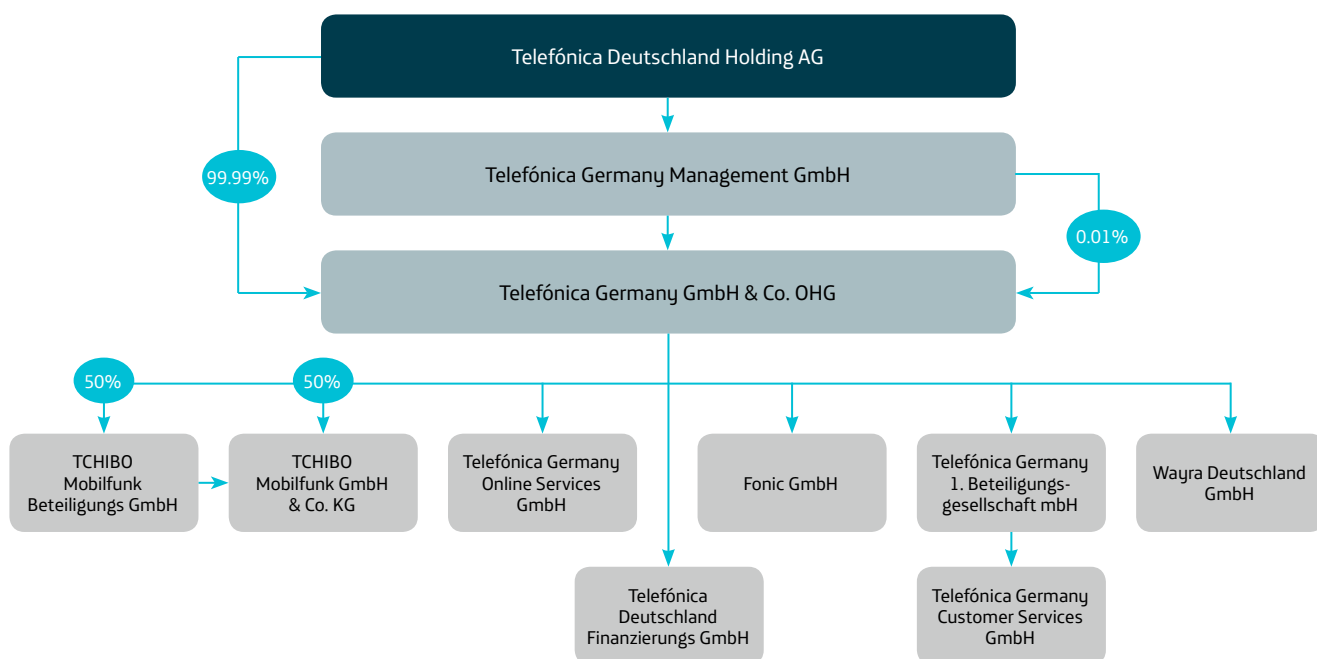 Telefónica Deutschland Holding AG
99.99%
Telefónica Germany Management GmbH
0.01%
Telefónica Germany GmbH & Co. OHG
50%
50%
TCHIBO
Mobilfunk
Beteiligungs GmbH
TCHIBO
Mobilfunk GmbH
& Co. KG
Telefónica Germany
Online Services
GmbH
Fonic GmbH
Telefónica Germany
1. Beteiligungs-
gesellschaft mbH
Wayra Deutschland
GmbH
Telefónica
Deutschland
Finanzierungs GmbH
Telefónica Germany
Customer Services
GmbH